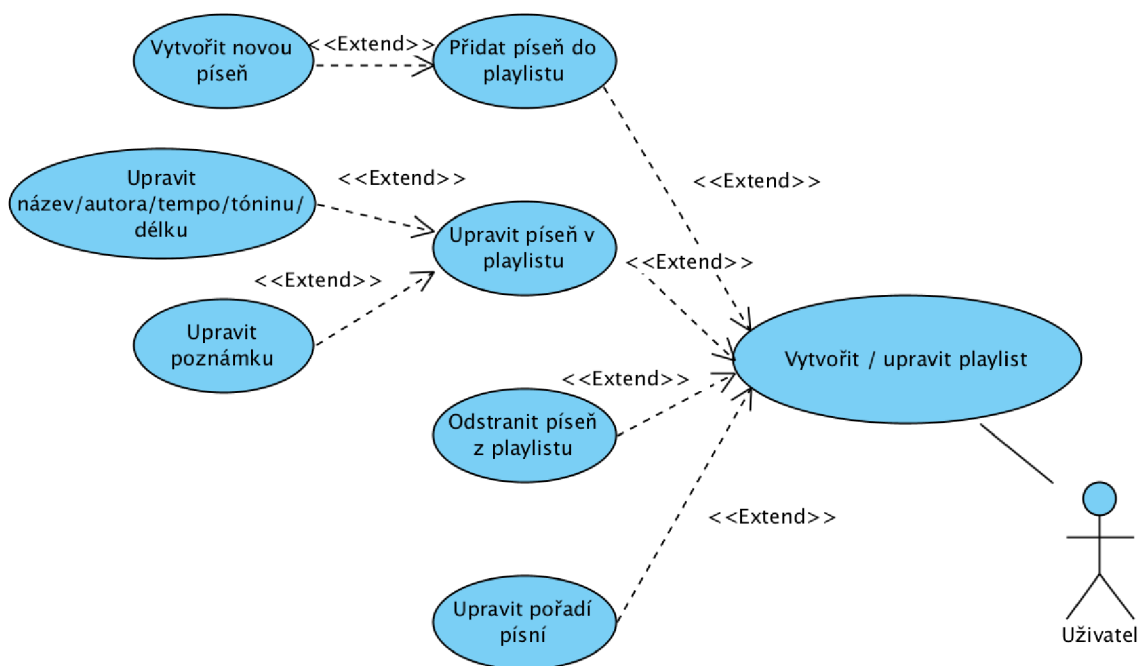 Vytvořit novou
píseň
<<Extend>>
Přidat píseň do
playlistu
Upravit
název/autora/tempo/tóninu/
délku
<<Extend>>
<<Extend>>
Upravit píseň v
playlistu
<<Extend>>
<<Extend>>
Upravit
poznámku
Vytvořit / upravit playlist
<<Extend>>
Odstranit píseň
z playlistu
<<Extend>>
Upravit pořadí
písní
Uživatel